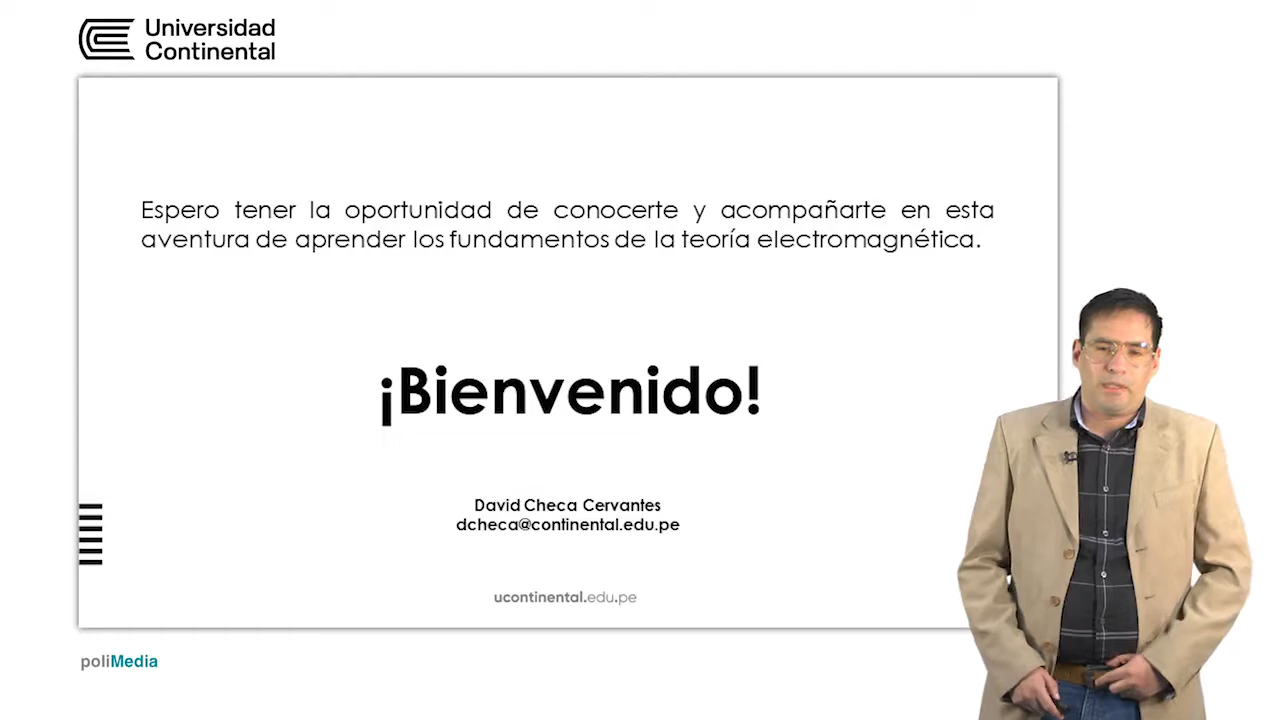 Universidad
Continental
Espero tener la oportunidad de conocerte y acompañarte en esta
aventura de aprender los fundamentos de la teoría electromagnética.
¡Bienvenido!
David Checa Cervantes
dcheca@continental.edu.pe
ucontinental.edu.pe
poliMedia